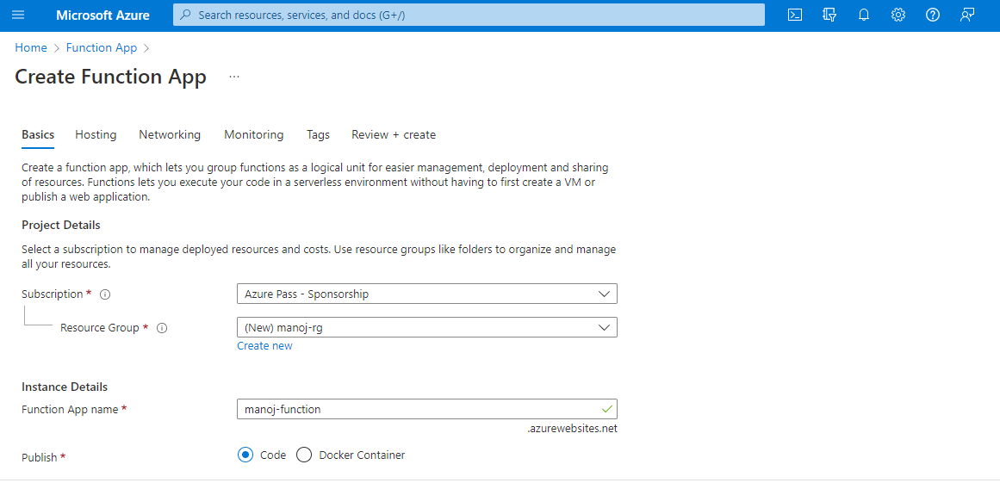 Microsoft Azure
Search resources, services, and docs (G+/)
Home > Function App >
Create Function App ...
Basics Hosting Networking Monitoring Tags Review + create
Create a function app, which lets you group functions as a logical unit for easier management, deployment and sharing
of resources. Functions lets you execute your code in a serverless environment without having to first create a VM or
publish a web application.
Project Details
Select a subscription to manage deployed resources and costs. Use resource groups like folders to organize and manage
all your resources.
Subscription *
Azure Pass - Sponsorship
Resource Group *
(New) manoj-rg
Create new
Instance Details
Function App name *
manoj-function
.azurewebsites.net
Publish *
Code Docker Container